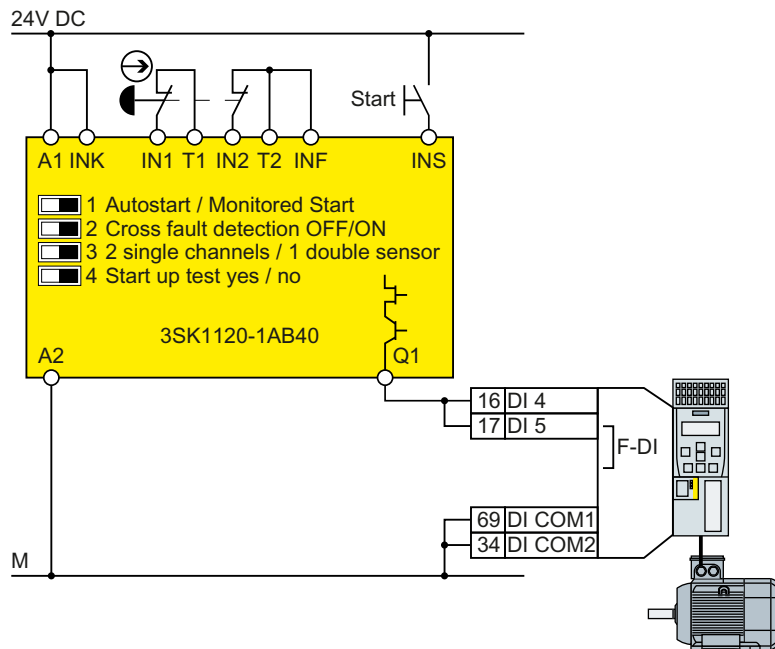 24V DC
Start
A1 INK IN1 T1 IN2 T2 INF INS
1 Autostart / Monitored Start
2 Cross fault detection OFF/ON
3 2 single channels / 1 double sensor
4 Start up test yes / no
3SK1120-1AB40
A2 Q1
16 DI 4
17 DI 5
F-DI
69 DI COM1
34 DI COM2
M